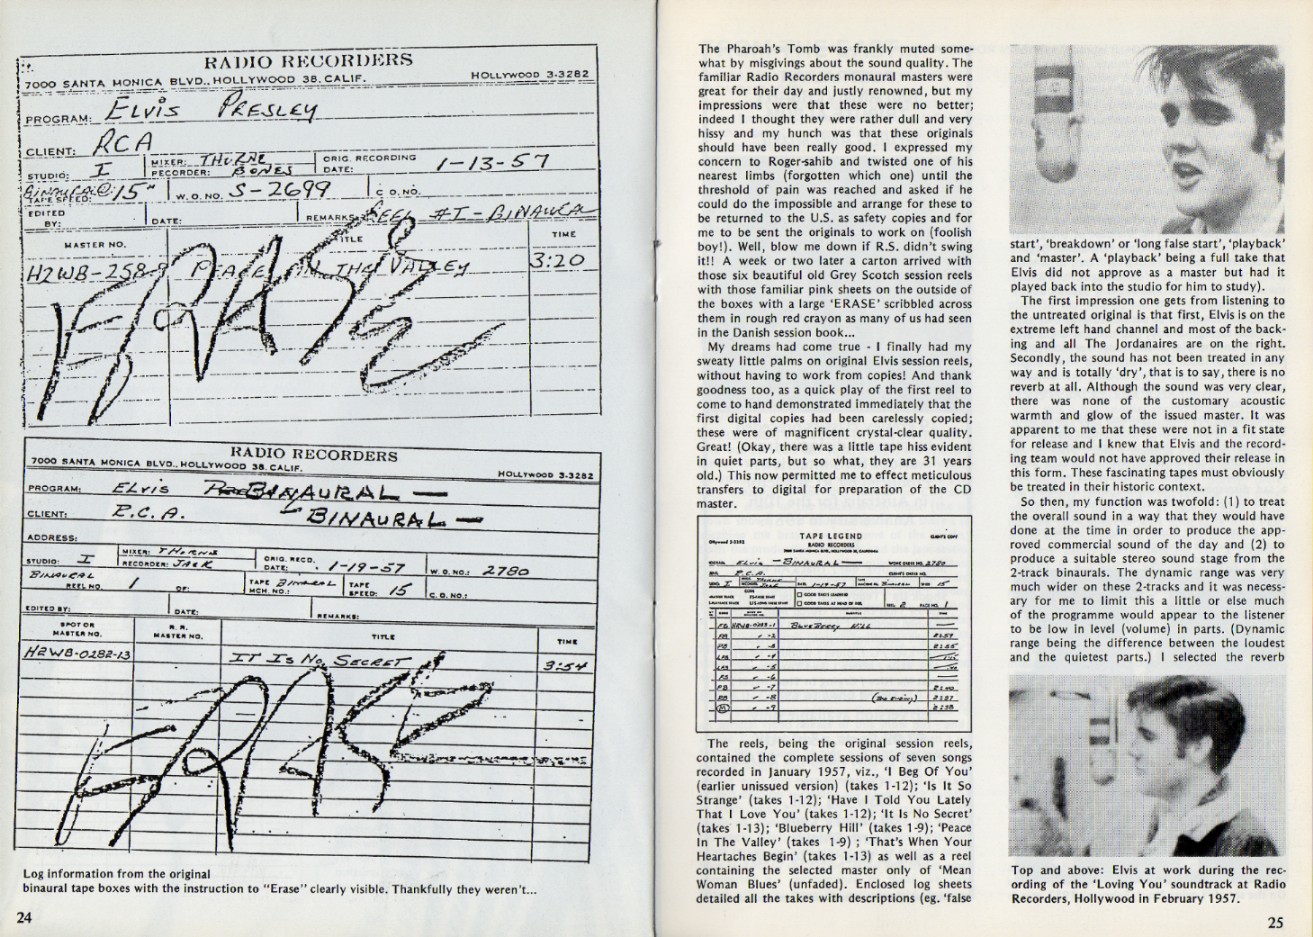 RADIO RECORDERS
7000 SANTA MONICA BLVD., HOLLYWOOD 38, CALIF.
HOLLYWOOD 3-3282
PROGRAM: ELVIS PRESLEY
CLIENT: RCA
STUDIO: I
MIXER: THORNE
RECORDER: BONES
ORIG. RECORDING DATE: 1-13-57
BINAURAL
TAPE SPEED: 15"
W.O. NO. S-2699
C.O. NO.
EDITED BY:
DATE:
REMARKS: REEL #I - BINAURAL
MASTER NO. TITLE TIME
H2WB-258-9 PEACE IN THE VALLEY 3:20
ERASE
RADIO RECORDERS
7000 SANTA MONICA BLVD., HOLLYWOOD 38, CALIF.
HOLLYWOOD 3-3282
PROGRAM: ELVIS BINAURAL —
CLIENT: R.C.A. BINAURAL —
ADDRESS:
STUDIO: I
MIXER: THORNE
RECORDER: JACK
ORIG. RECD. DATE: 1-19-57
W.O. NO.: 2780
BINAURAL
REEL NO. 1 OF:
TAPE MCH. NO.: BINAURAL
TAPE SPEED: 15
C.O. NO.:
EDITED BY:
DATE:
REMARKS:
SPOT OR MASTER NO. R.R. MASTER NO. TITLE TIME
H2WB-0282-13 IT IS NO SECRET 3:54
ERASE
Log information from the original
binaural tape boxes with the instruction to "Erase" clearly visible. Thankfully they weren't...
24
The Pharoah's Tomb was frankly muted some-
what by misgivings about the sound quality. The
familiar Radio Recorders monaural masters were
great for their day and justly renowned, but my
impressions were that these were no better;
indeed I thought they were rather dull and very
hissy and my hunch was that these originals
should have been really good. I expressed my
concern to Roger-sahib and twisted one of his
nearest limbs (forgotten which one) until the
threshold of pain was reached and asked if he
could do the impossible and arrange for these to
be returned to the U.S. as safety copies and for
me to be sent the originals to work on (foolish
boy!). Well, blow me down if R.S. didn't swing
it!! A week or two later a carton arrived with
those six beautiful old Grey Scotch session reels
with those familiar pink sheets on the outside of
the boxes with a large 'ERASE' scribbled across
them in rough red crayon as many of us had seen
in the Danish session book...
My dreams had come true - I finally had my
sweaty little palms on original Elvis session reels,
without having to work from copies! And thank
goodness too, as a quick play of the first reel to
come to hand demonstrated immediately that the
first digital copies had been carelessly copied;
these were of magnificent crystal-clear quality.
Great! (Okay, there was a little tape hiss evident
in quiet parts, but so what, they are 31 years
old.) This now permitted me to effect meticulous
transfers to digital for preparation of the CD
master.
TAPE LEGEND
RADIO RECORDERS
ELVIS - BINAURAL
R.C.A.
1-19-57
BLUEBERRY HILL
The reels, being the original session reels,
contained the complete sessions of seven songs
recorded in January 1957, viz., 'I Beg Of You'
(earlier unissued version) (takes 1-12); 'Is It So
Strange' (takes 1-12); 'Have I Told You Lately
That I Love You' (takes 1-12); 'It Is No Secret'
(takes 1-13); 'Blueberry Hill' (takes 1-9); 'Peace
In The Valley' (takes 1-9) ; 'That's When Your
Heartaches Begin' (takes 1-13) as well as a reel
containing the selected master only of 'Mean
Woman Blues' (unfaded). Enclosed log sheets
detailed all the takes with descriptions (eg. 'false
start', 'breakdown' or 'long false start', 'playback'
and 'master'. A 'playback' being a full take that
Elvis did not approve as a master but had it
played back into the studio for him to study).
The first impression one gets from listening to
the untreated original is that first, Elvis is on the
extreme left hand channel and most of the back-
ing and all The Jordanaires are on the right.
Secondly, the sound has not been treated in any
way and is totally 'dry', that is to say, there is no
reverb at all. Although the sound was very clear,
there was none of the customary acoustic
warmth and glow of the issued master. It was
apparent to me that these were not in a fit state
for release and I knew that Elvis and the record-
ing team would not have approved their release in
this form. These fascinating tapes must obviously
be treated in their historic context.
So then, my function was twofold: (1) to treat
the overall sound in a way that they would have
done at the time in order to produce the app-
roved commercial sound of the day and (2) to
produce a suitable stereo sound stage from the
2-track binaurals. The dynamic range was very
much wider on these 2-tracks and it was necess-
ary for me to limit this a little or else much
of the programme would appear to the listener
to be low in level (volume) in parts. (Dynamic
range being the difference between the loudest
and the quietest parts.) I selected the reverb
Top and above: Elvis at work during the rec-
ording of the 'Loving You' soundtrack at Radio
Recorders, Hollywood in February 1957.
25